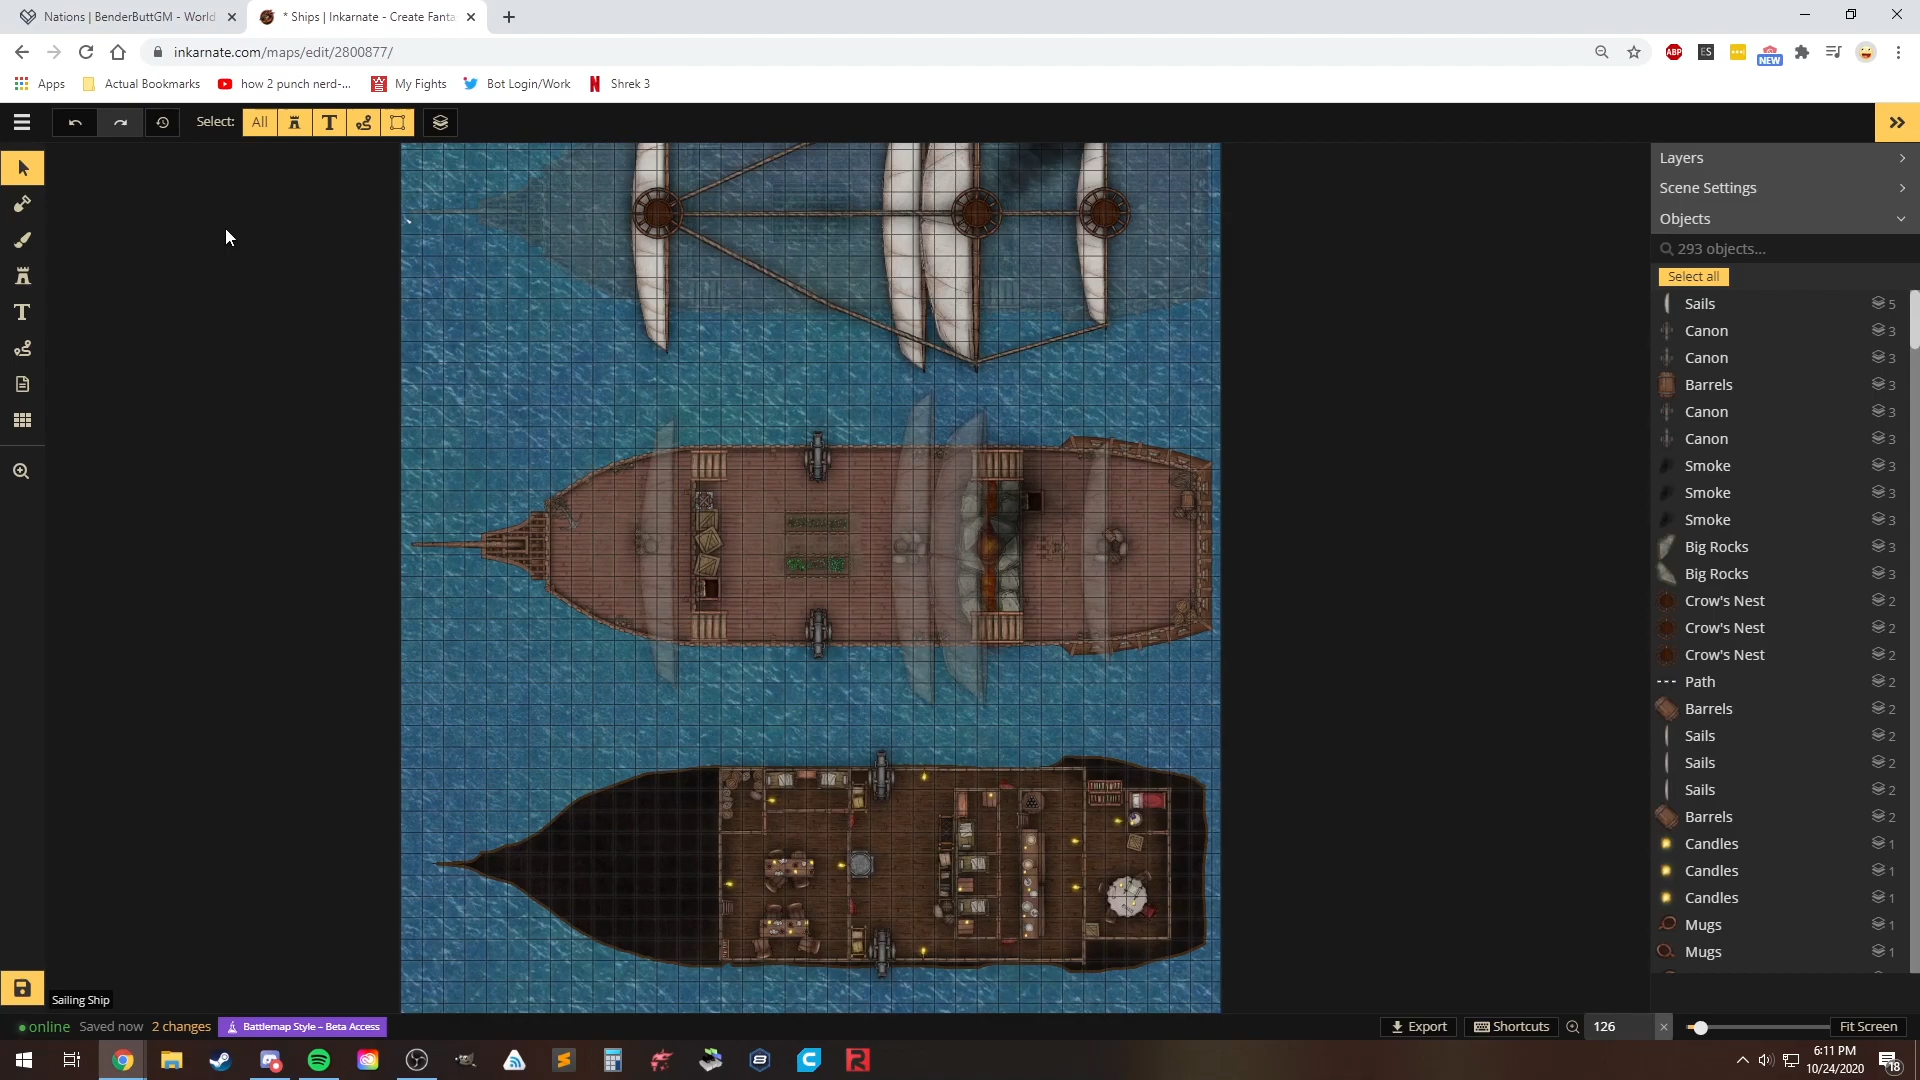 Nations | BenderButtGM - World
* Ships | Inkarnate - Create Fanta
inkarnate.com/maps/edit/2800877/
ABP
ES
NEW
Apps
Actual Bookmarks
how 2 punch nerd-...
My Fights
Bot Login/Work
Shrek 3
Select:
All
T
Layers
Scene Settings
Objects
293 objects...
Select all
Sails 5
Canon 3
Canon 3
Barrels 3
Canon 3
Canon 3
Smoke 3
Smoke 3
Smoke 3
Big Rocks 3
Big Rocks 3
Crow's Nest 2
Crow's Nest 2
Crow's Nest 2
Path 2
Barrels 2
Sails 2
Sails 2
Sails 2
Barrels 2
Candles 1
Candles 1
Candles 1
Mugs 1
Mugs 1
Sailing Ship
online
Saved now
2 changes
Battlemap Style – Beta Access
Export
Shortcuts
126
Fit Screen
6:11 PM
10/24/2020
18